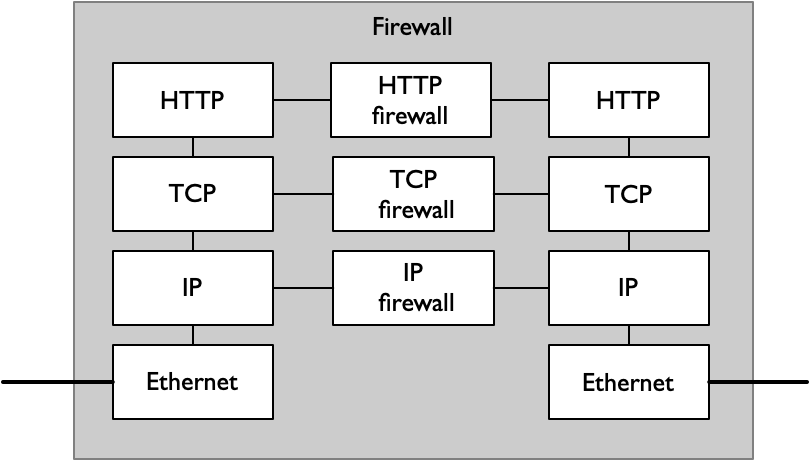 Firewall
HTTP
HTTP
firewall
HTTP
TCP
TCP
firewall
TCP
IP
IP
firewall
IP
Ethernet
Ethernet